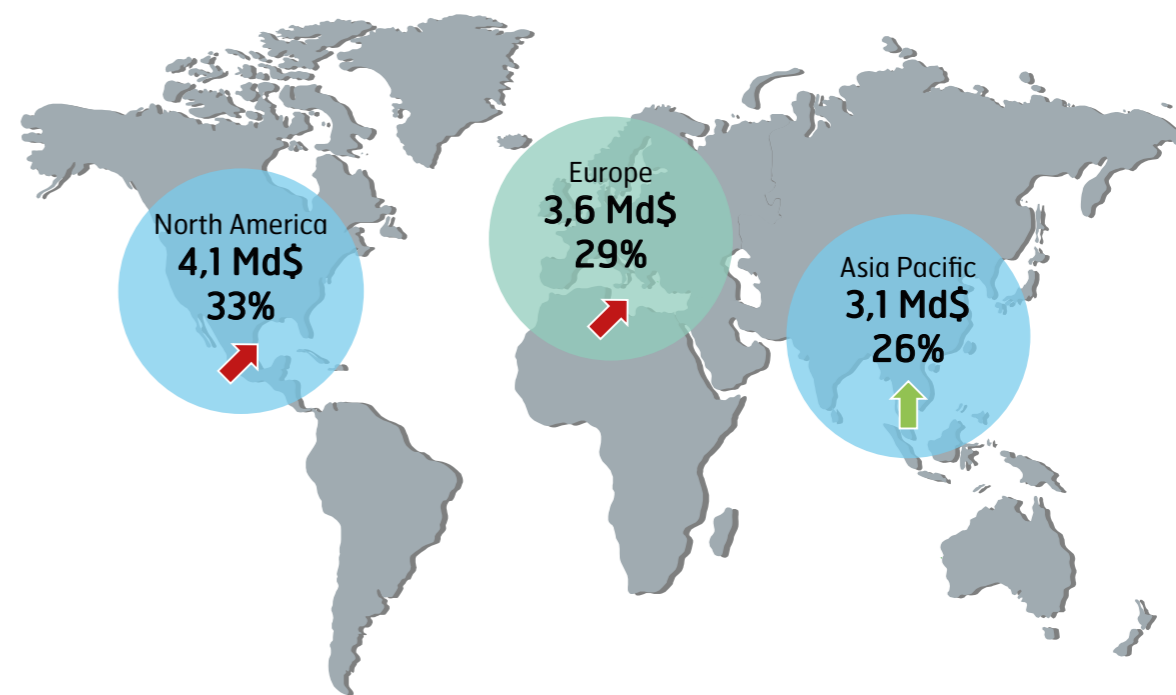 North America
4,1 Md$
33%
Europe
3,6 Md$
29%
Asia Pacific
3,1 Md$
26%